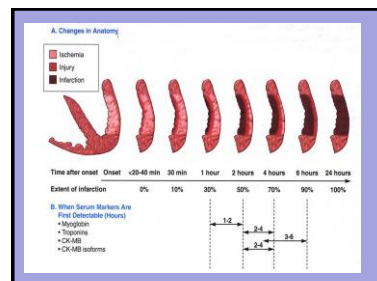 A. Changes in Anatomy
Ischemia
Injury
Infarction
Time after onset Onset <20-40 min 30 min 1 hour 2 hours 4 hours 6 hours 24 hours
Extent of infarction 0% 10% 30% 50% 70% 90% 100%
B. When Serum Markers Are
First Detectable (Hours)
• Myoglobin 1-2
• Troponins 2-4
• CK-MB 3-6
• CK-MB isoforms 2-4